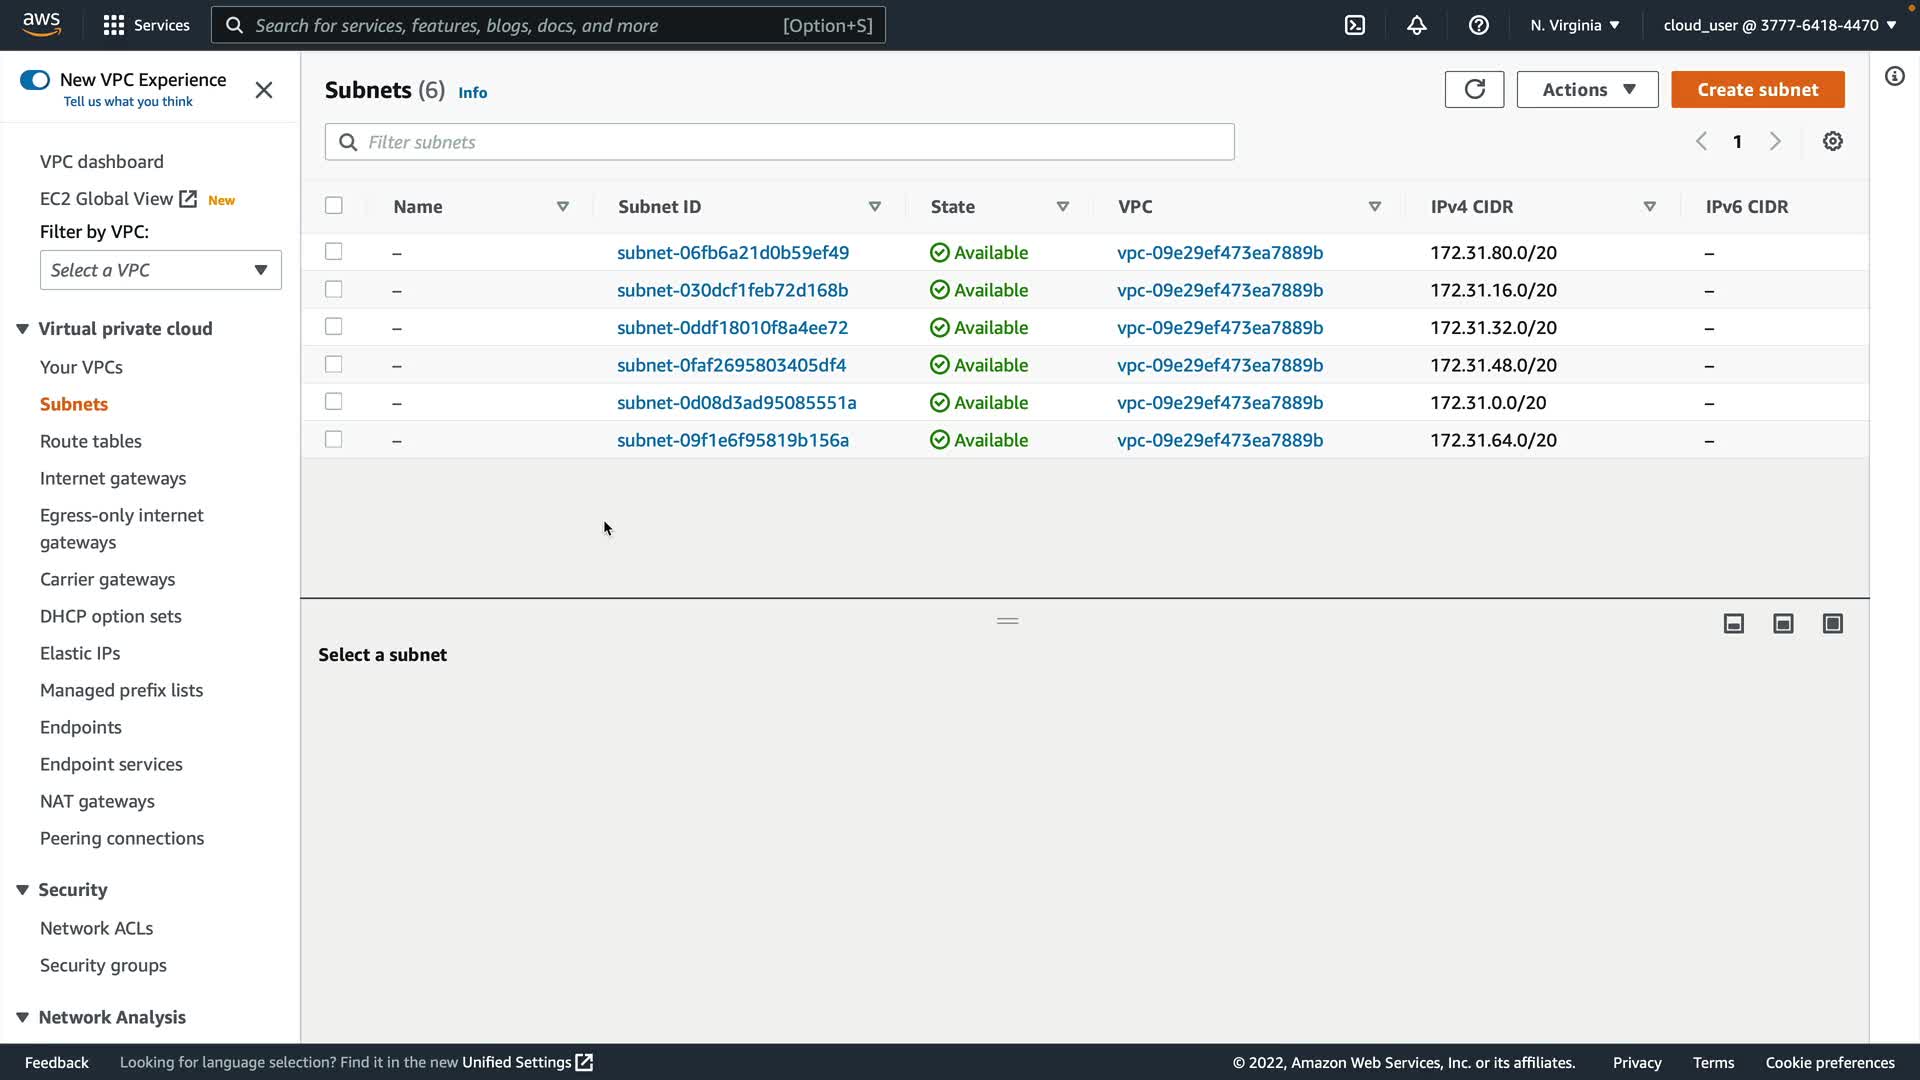 aws
Services
Search for services, features, blogs, docs, and more
[Option+S]
N. Virginia
cloud_user @ 3777-6418-4470
New VPC Experience
Tell us what you think
VPC dashboard
EC2 Global View
New
Filter by VPC:
Select a VPC
Virtual private cloud
Your VPCs
Subnets
Route tables
Internet gateways
Egress-only internet
gateways
Carrier gateways
DHCP option sets
Elastic IPs
Managed prefix lists
Endpoints
Endpoint services
NAT gateways
Peering connections
Security
Network ACLs
Security groups
Network Analysis
Subnets (6) Info
Actions
Create subnet
Filter subnets
1
Name Subnet ID State VPC IPv4 CIDR IPv6 CIDR
– subnet-06fb6a21d0b59ef49 Available vpc-09e29ef473ea7889b 172.31.80.0/20 –
– subnet-030dcf1feb72d168b Available vpc-09e29ef473ea7889b 172.31.16.0/20 –
– subnet-0ddf18010f8a4ee72 Available vpc-09e29ef473ea7889b 172.31.32.0/20 –
– subnet-0faf2695803405df4 Available vpc-09e29ef473ea7889b 172.31.48.0/20 –
– subnet-0d08d3ad95085551a Available vpc-09e29ef473ea7889b 172.31.0.0/20 –
– subnet-09f1e6f95819b156a Available vpc-09e29ef473ea7889b 172.31.64.0/20 –
Select a subnet
Feedback
Looking for language selection? Find it in the new Unified Settings
© 2022, Amazon Web Services, Inc. or its affiliates.
Privacy
Terms
Cookie preferences